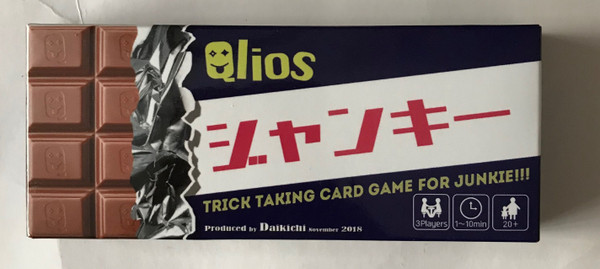 Qlios
ジャンキー
TRICK TAKING CARD GAME FOR JUNKIE!!!
Produced by Daikichi November 2018
3Players
1~10min
20+